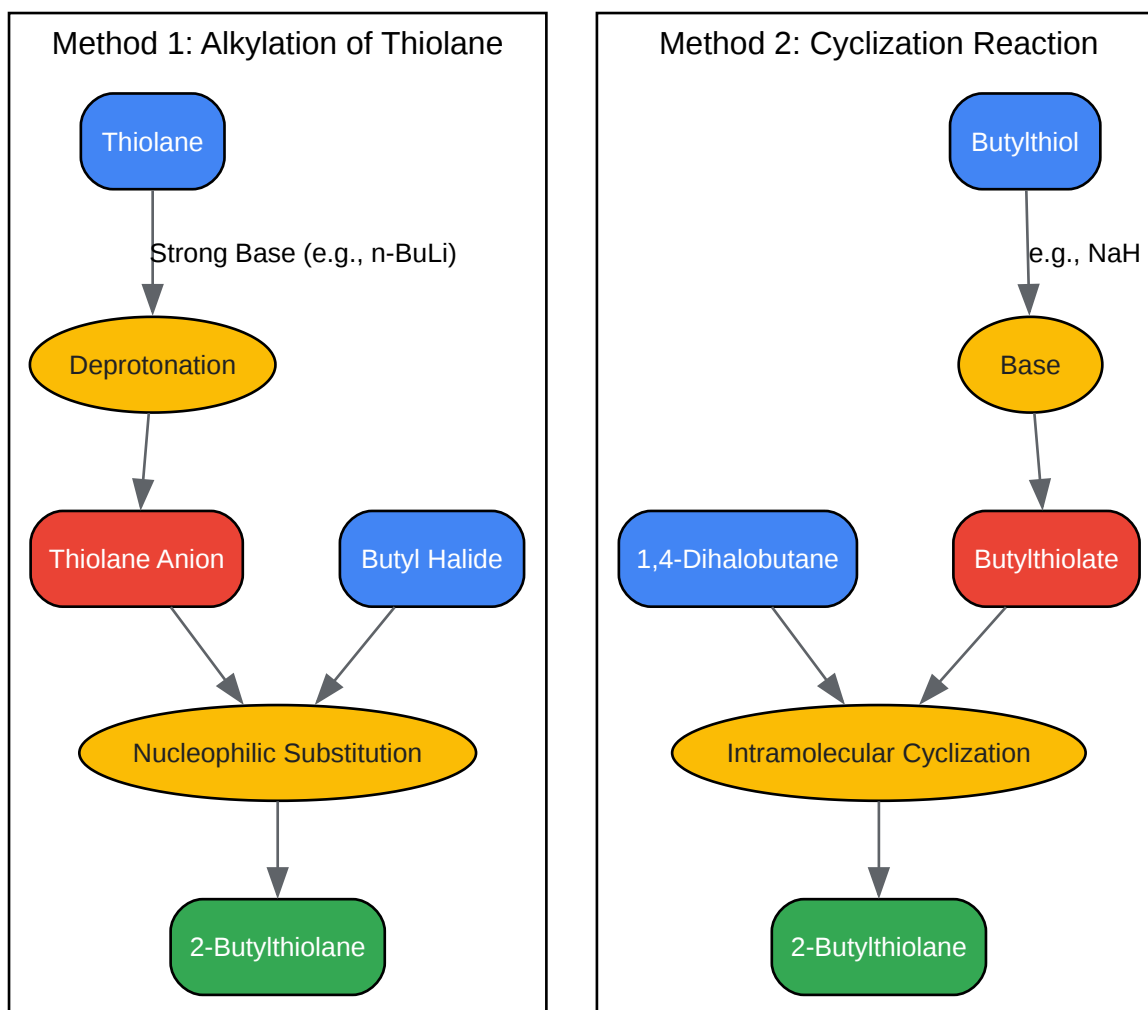 Method 1: Alkylation of Thiolane
Thiolane
Strong Base (e.g., n-BuLi)
Deprotonation
Thiolane Anion
Butyl Halide
Nucleophilic Substitution
2-Butylthiolane
Method 2: Cyclization Reaction
Butylthiol
e.g., NaH
Base
1,4-Dihalobutane
Butylthiolate
Intramolecular Cyclization
2-Butylthiolane